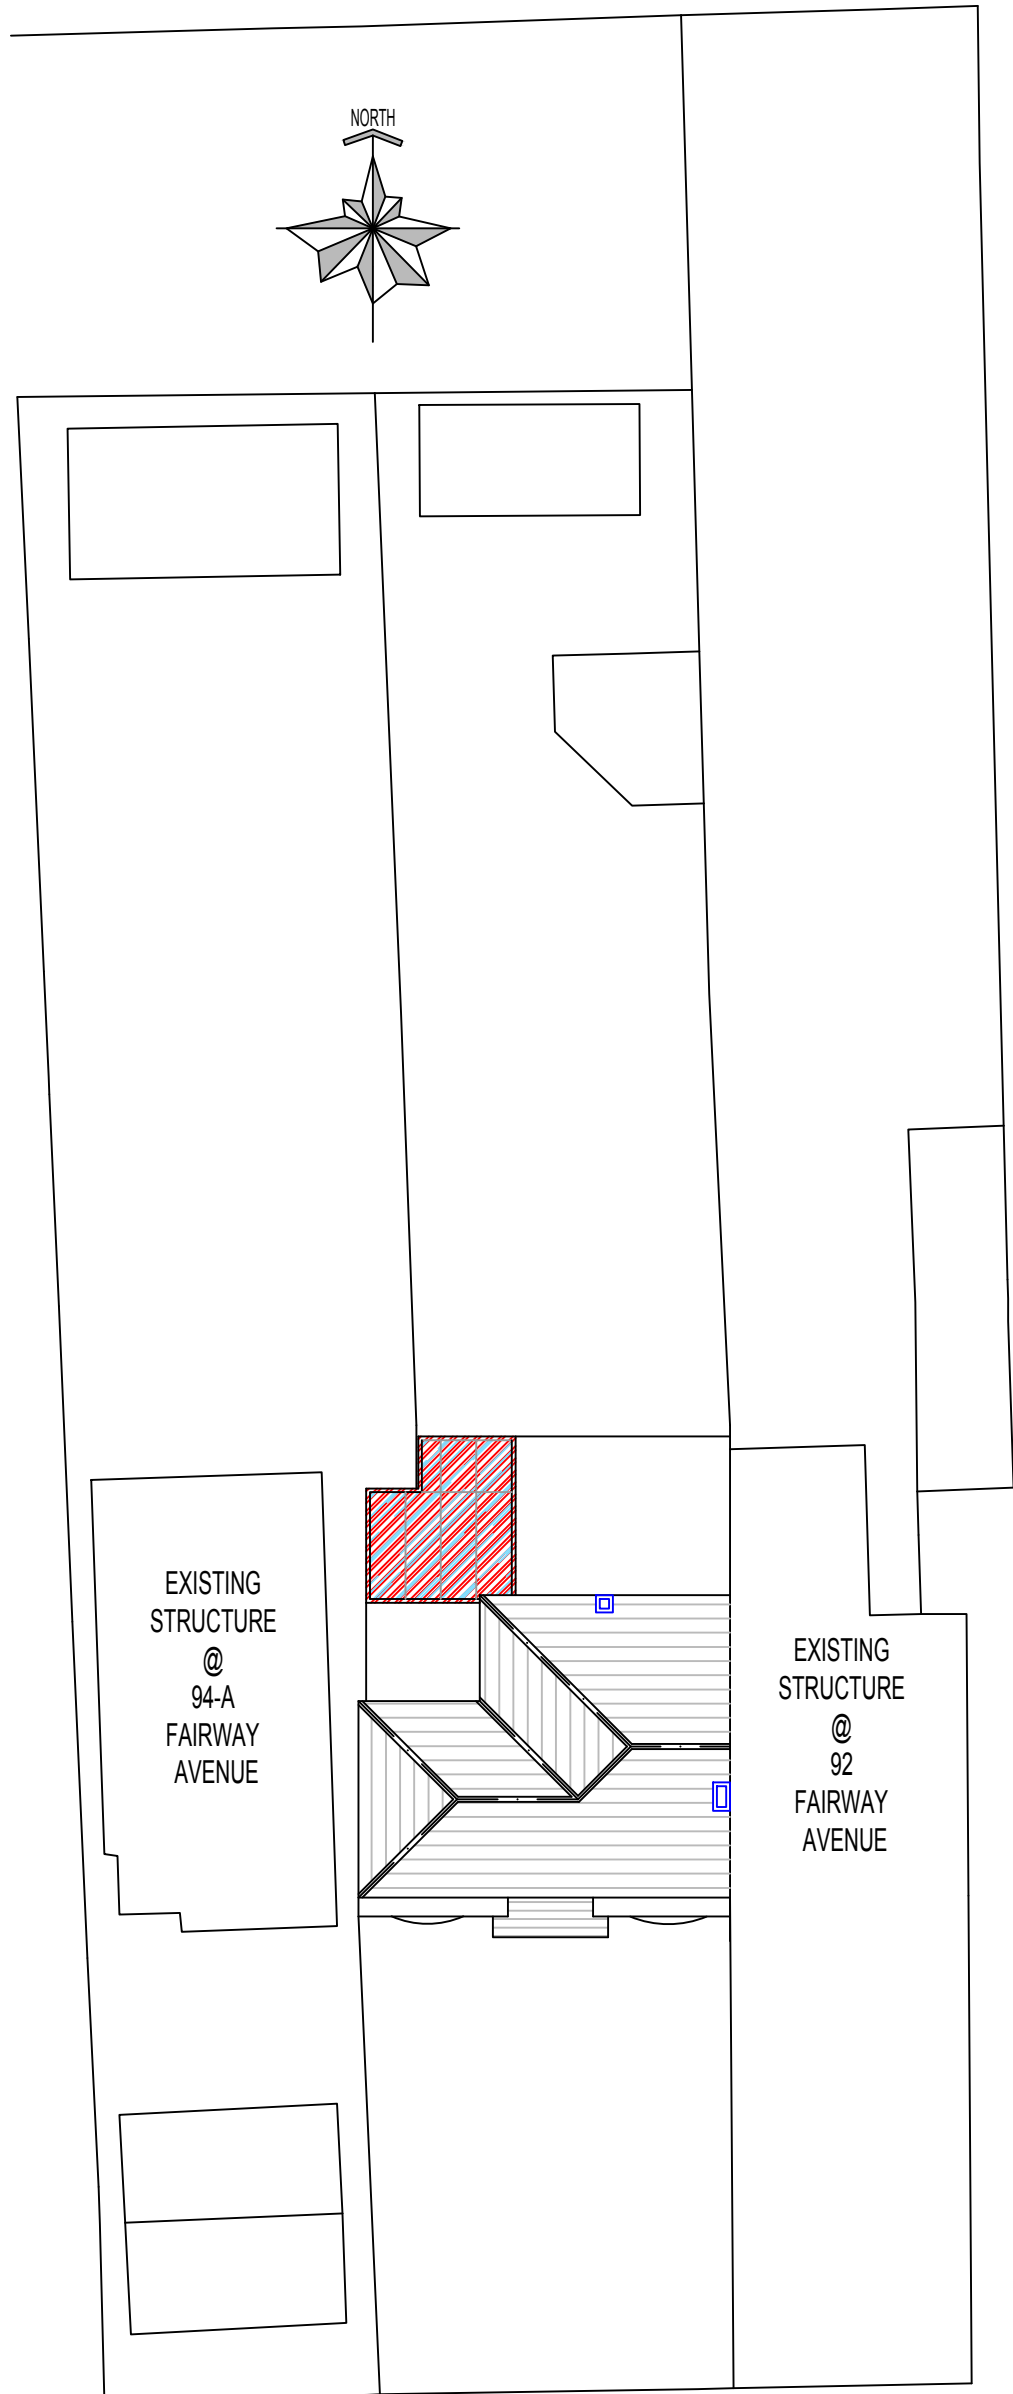 NORTH
EXISTING
STRUCTURE
@
94-A
FAIRWAY
AVENUE
EXISTING
STRUCTURE
@
92
FAIRWAY
AVENUE